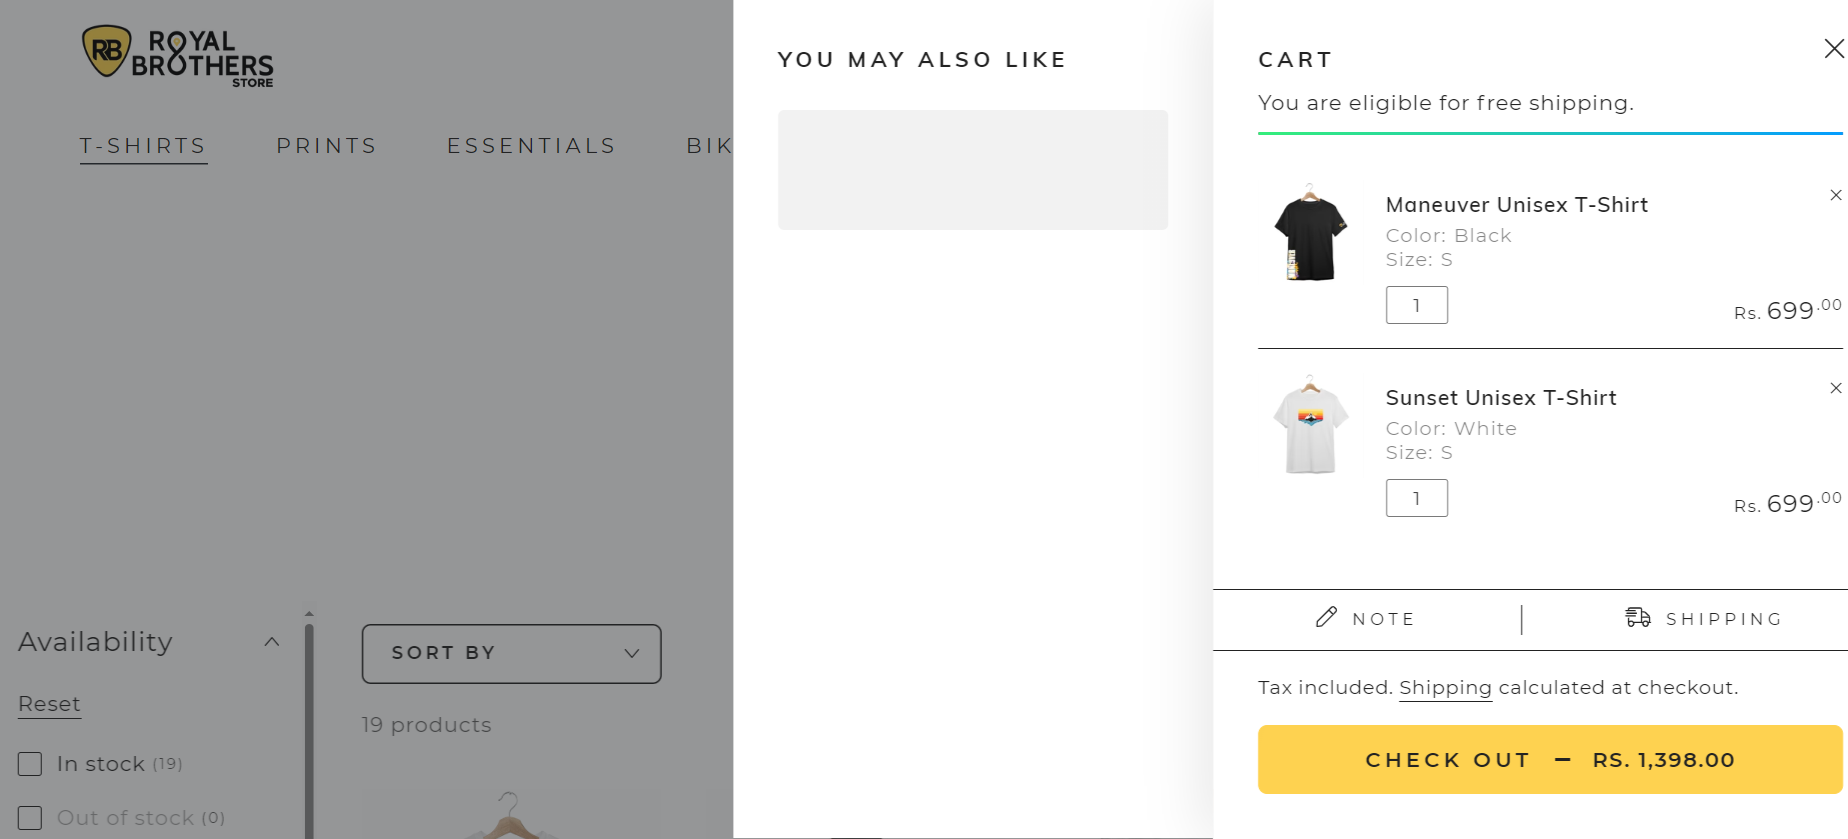 RB ROYAL
BROTHERS
STORE
T-SHIRTS PRINTS ESSENTIALS BIK
Availability
Reset
In stock (19)
Out of stock (0)
SORT BY
19 products
YOU MAY ALSO LIKE
CART
You are eligible for free shipping.
Maneuver Unisex T-Shirt
Color: Black
Size: S
1
Rs. 699.00
Sunset Unisex T-Shirt
Color: White
Size: S
1
Rs. 699.00
NOTE | SHIPPING
Tax included. Shipping calculated at checkout.
CHECK OUT – RS. 1,398.00